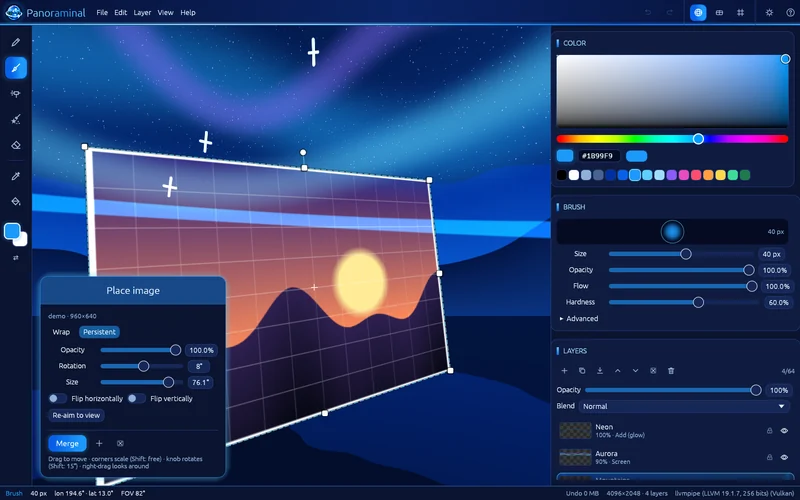 Panoraminal File Edit Layer View Help
COLOR
#1B99F9
BRUSH
40 px
Size 40 px
Opacity 100.0%
Flow 100.0%
Hardness 60.0%
▸ Advanced
LAYERS
4/64
Opacity 100%
Blend Normal
Neon
100% · Add (glow)
Aurora
90% · Screen
Place image
demo · 960×640
Wrap Persistent
Opacity 100.0%
Rotation 8°
Size 76.1°
Flip horizontally Flip vertically
Re-aim to view
Merge
Drag to move · corners scale (Shift: free) · knob rotates
(Shift: 15°) · right-drag looks around
Brush 40 px lon 194.6° · lat 13.0° FOV 82° Undo 0 MB 4096×2048 · 4 layers llvmpipe (LLVM 19.1.7, 256 bits) (Vulkan)